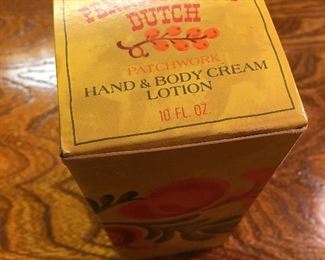 DUTCH
PATCHWORK
HAND & BODY CREAM
LOTION
10 FL. OZ.